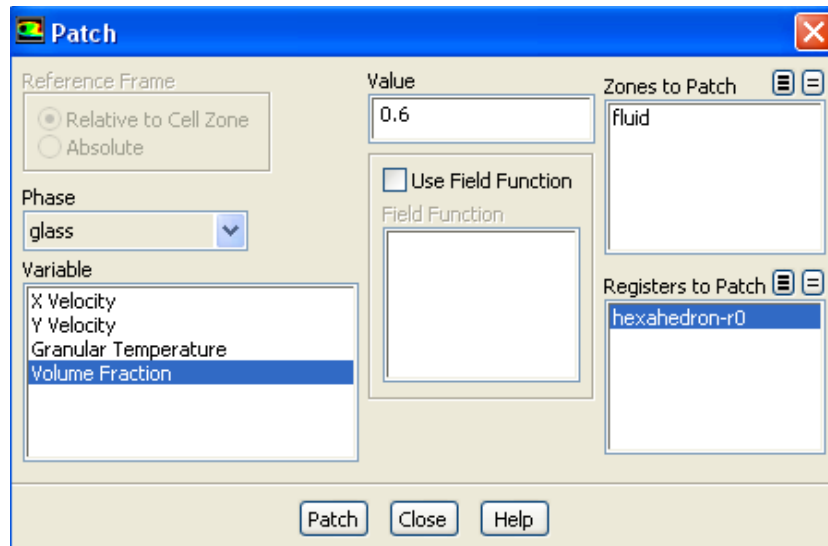 Patch
Reference Frame
Relative to Cell Zone
Absolute
Phase
glass
Variable
X Velocity
Y Velocity
Granular Temperature
Volume Fraction
Value
0.6
Use Field Function
Field Function
Zones to Patch
fluid
Registers to Patch
hexahedron-r0
Patch
Close
Help